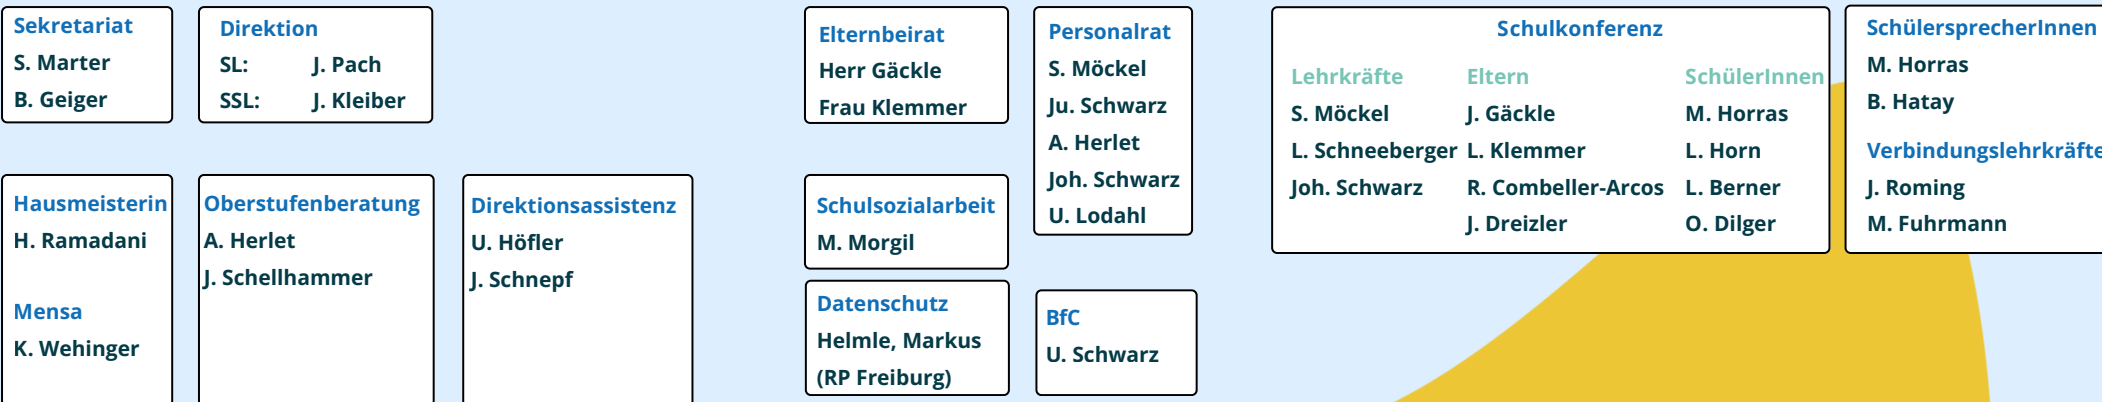 Sekretariat
S. Marter
B. Geiger
Direktion
SL: J. Pach
SSL: J. Kleiber
Elternbeirat
Herr Gäckle
Frau Klemmer
Personalrat
S. Möckel
Ju. Schwarz
A. Herlet
Joh. Schwarz
U. Lodahl
Schulkonferenz
Lehrkräfte Eltern SchülerInnen
S. Möckel J. Gäckle M. Horras
L. Schneeberger L. Klemmer L. Horn
Joh. Schwarz R. Combeller-Arcos L. Berner
J. Dreizler O. Dilger
SchülersprecherInnen
M. Horras
B. Hatay
Verbindungslehrkräfte
J. Roming
M. Fuhrmann
Hausmeisterin
H. Ramadani
Mensa
K. Wehinger
Oberstufenberatung
A. Herlet
J. Schellhammer
Direktionsassistenz
U. Höfler
J. Schnepf
Schulsozialarbeit
M. Morgil
Datenschutz
Helmle, Markus
(RP Freiburg)
BfC
U. Schwarz